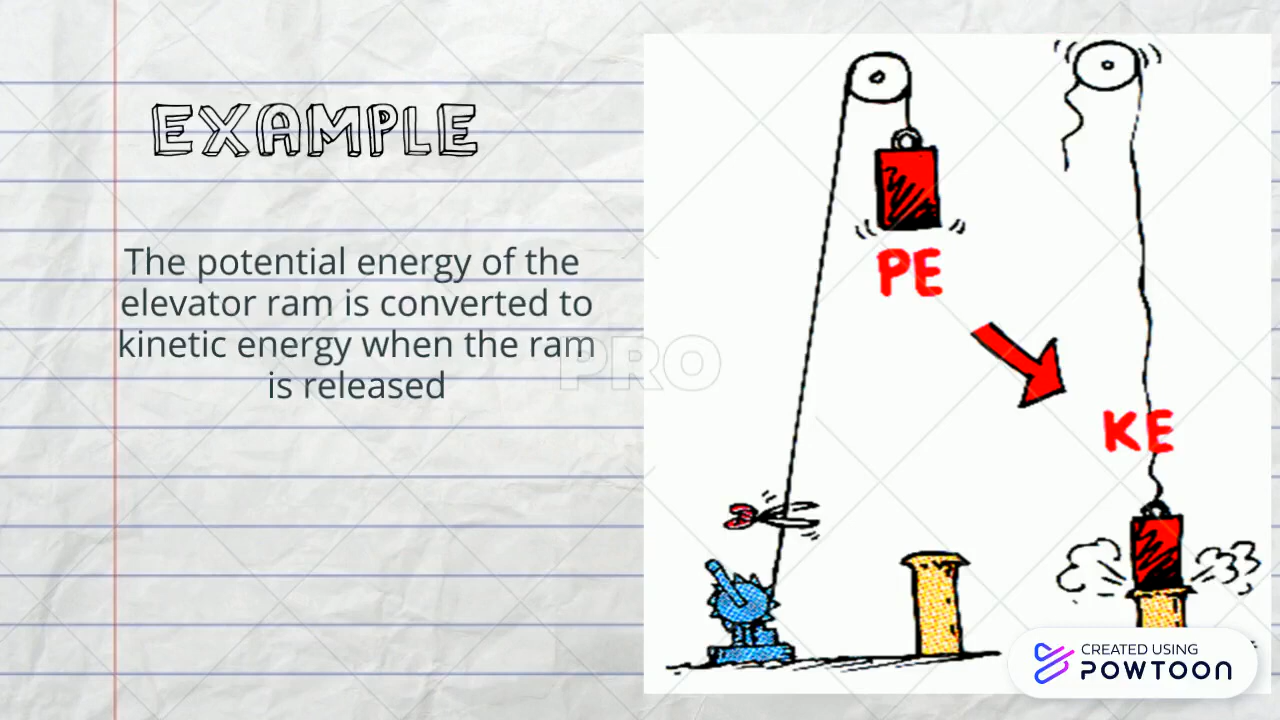 EXAMPLE
The potential energy of the
elevator ram is converted to
kinetic energy when the ram
is released
PRO
PE
KE
CREATED USING
POWTOON